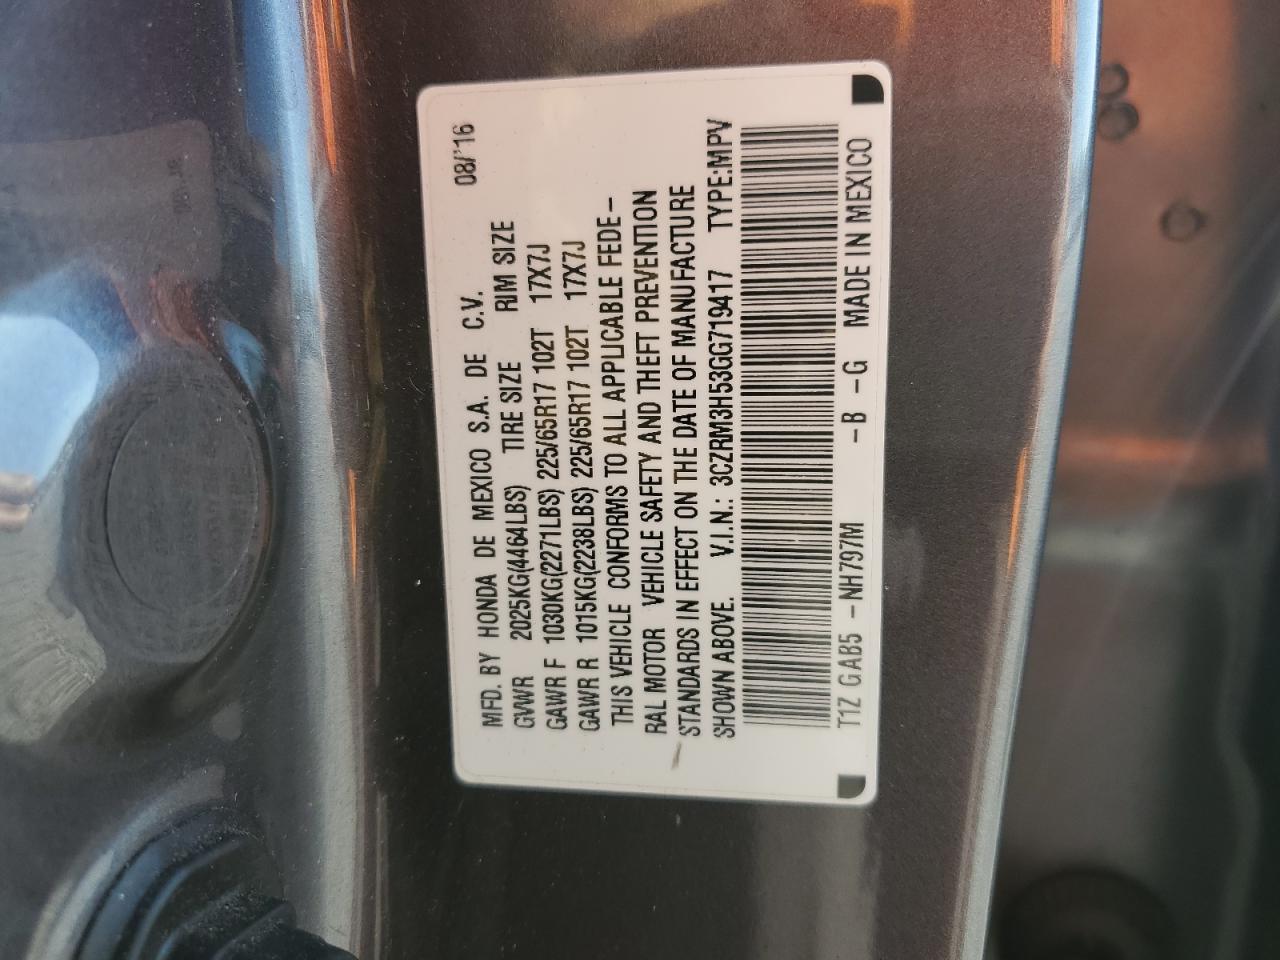 08/'16
MFD. BY HONDA DE MEXICO S.A. DE C.V.
GVWR 2025KG(4464LBS) TIRE SIZE RIM SIZE
GAWR F 1030KG(2271LBS) 225/65R17 102T 17X7J
GAWR R 1015KG(2238LBS) 225/65R17 102T 17X7J
THIS VEHICLE CONFORMS TO ALL APPLICABLE FEDE-
RAL MOTOR VEHICLE SAFETY AND THEFT PREVENTION
STANDARDS IN EFFECT ON THE DATE OF MANUFACTURE
SHOWN ABOVE. V.I.N.: 3CZRM3H53GG719417 TYPE:MPV
T1Z GAB5 -NH797M -B -G MADE IN MEXICO